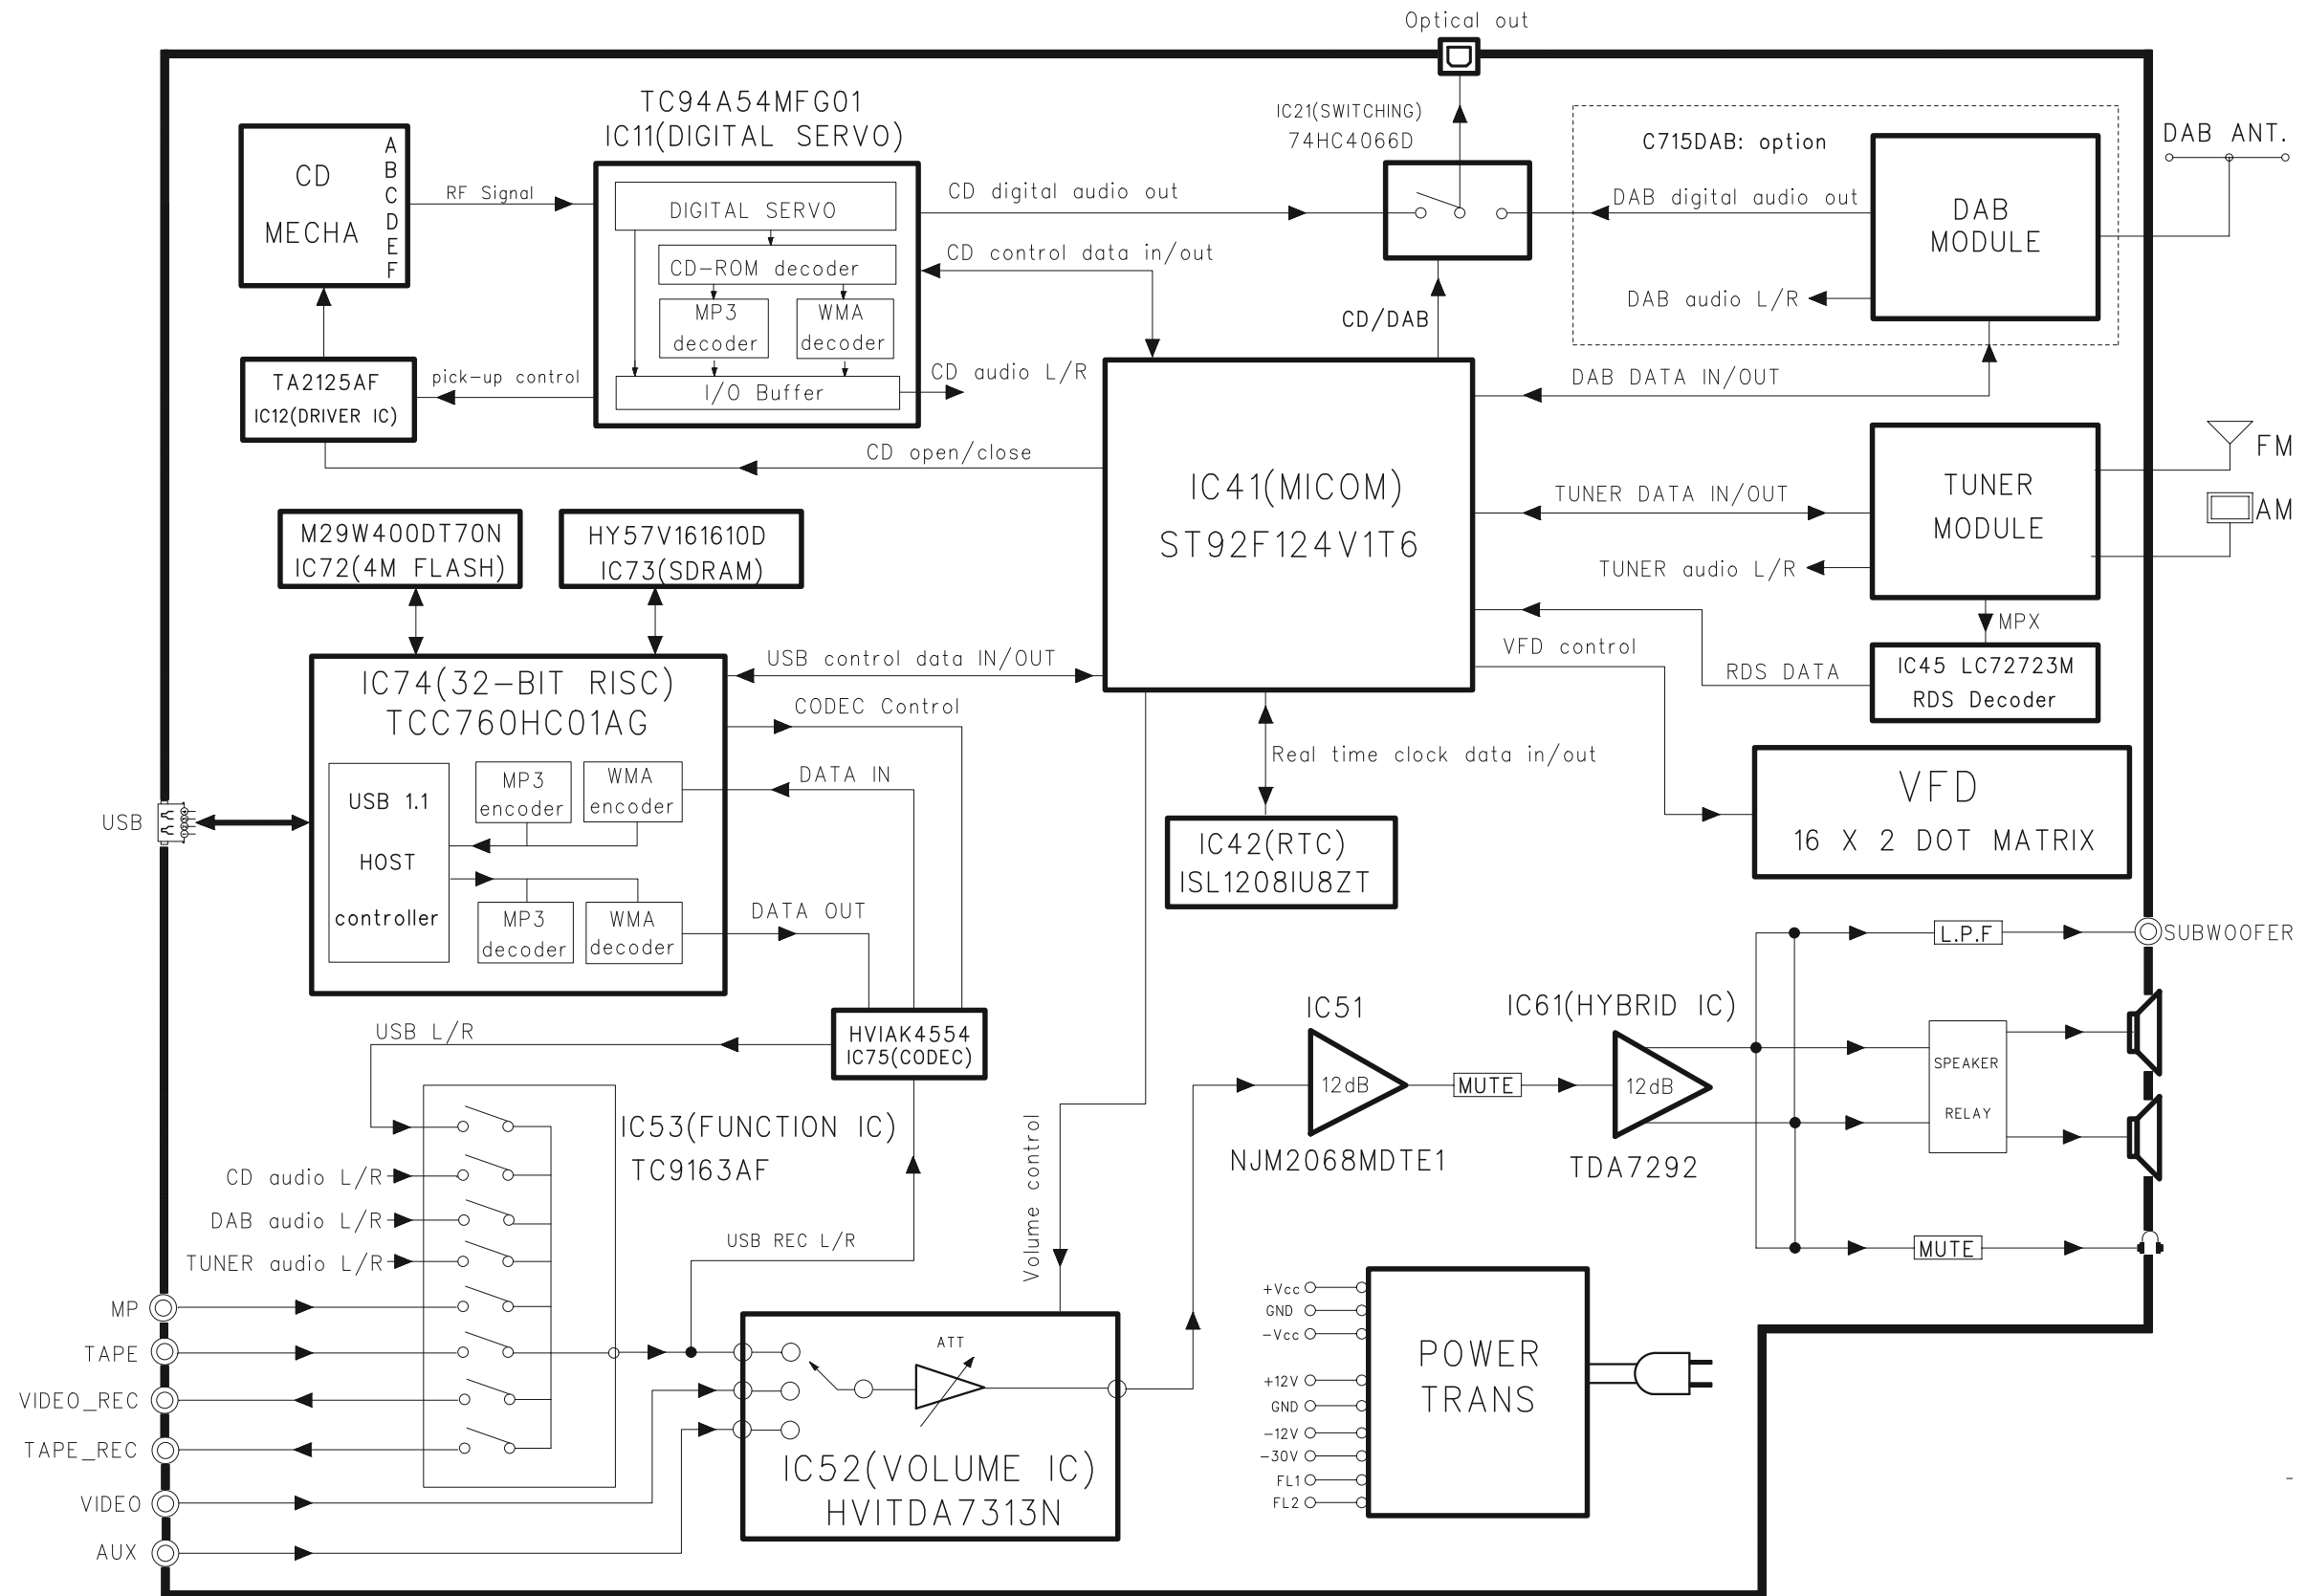 Optical out
TC94A54MFG01
IC11(DIGITAL SERVO)
IC21(SWITCHING)
74HC4066D
C715DAB: option
DAB ANT.
CD
MECHA
A
B
C
D
E
F
RF Signal
DIGITAL SERVO
CD-ROM decoder
MP3
decoder
WMA
decoder
I/O Buffer
CD digital audio out
CD control data in/out
CD audio L/R
DAB digital audio out
DAB
MODULE
DAB audio L/R
CD/DAB
TA2125AF
IC12(DRIVER IC)
pick-up control
CD open/close
DAB DATA IN/OUT
IC41(MICOM)
ST92F124V1T6
TUNER DATA IN/OUT
TUNER
MODULE
FM
AM
TUNER audio L/R
MPX
M29W400DT70N
IC72(4M FLASH)
HY57V161610D
IC73(SDRAM)
VFD control
RDS DATA
IC45 LC72723M
RDS Decoder
IC74(32-BIT RISC)
TCC760HC01AG
USB control data IN/OUT
CODEC Control
DATA IN
DATA OUT
USB 1.1
HOST
controller
MP3
encoder
WMA
encoder
MP3
decoder
WMA
decoder
USB
Real time clock data in/out
IC42(RTC)
ISL1208IU8ZT
VFD
16 X 2 DOT MATRIX
L.P.F
SUBWOOFER
HVIAK4554
IC75(CODEC)
USB L/R
IC53(FUNCTION IC)
TC9163AF
CD audio L/R
DAB audio L/R
TUNER audio L/R
USB REC L/R
Volume control
IC51
12dB
NJM2068MDTE1
MUTE
IC61(HYBRID IC)
12dB
TDA7292
SPEAKER
RELAY
MUTE
MP
TAPE
VIDEO_REC
TAPE_REC
VIDEO
AUX
ATT
IC52(VOLUME IC)
HVITDA7313N
+Vcc
GND
-Vcc
+12V
GND
-12V
-30V
FL1
FL2
POWER
TRANS
-